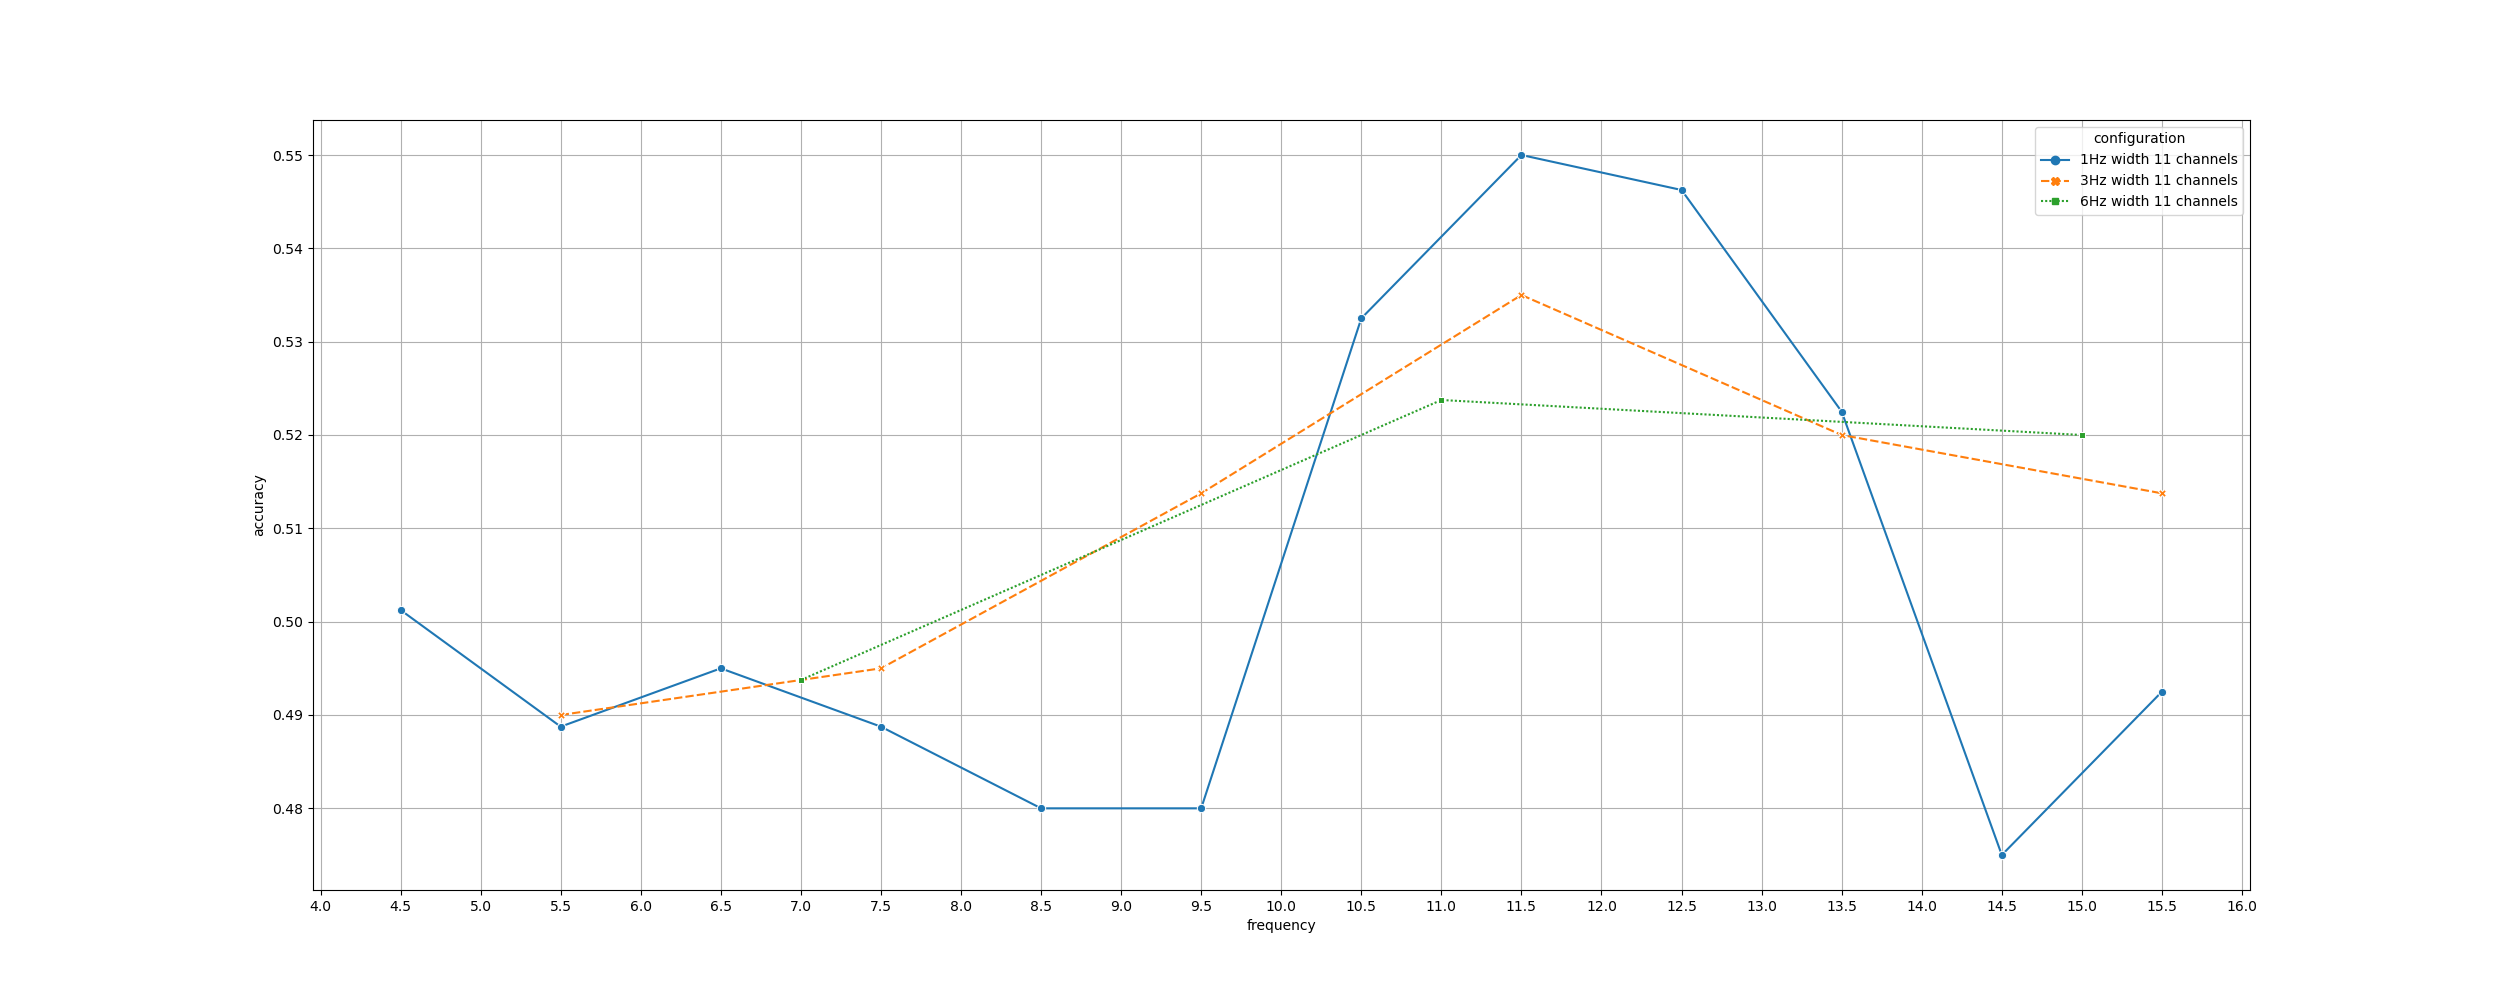 configuration
1Hz width 11 channels
3Hz width 11 channels
6Hz width 11 channels
0.55
0.54
0.53
0.52
0.51
0.50
0.49
0.48
accuracy
4.0 4.5 5.0 5.5 6.0 6.5 7.0 7.5 8.0 8.5 9.0 9.5 10.0 10.5 11.0 11.5 12.0 12.5 13.0 13.5 14.0 14.5 15.0 15.5 16.0
frequency